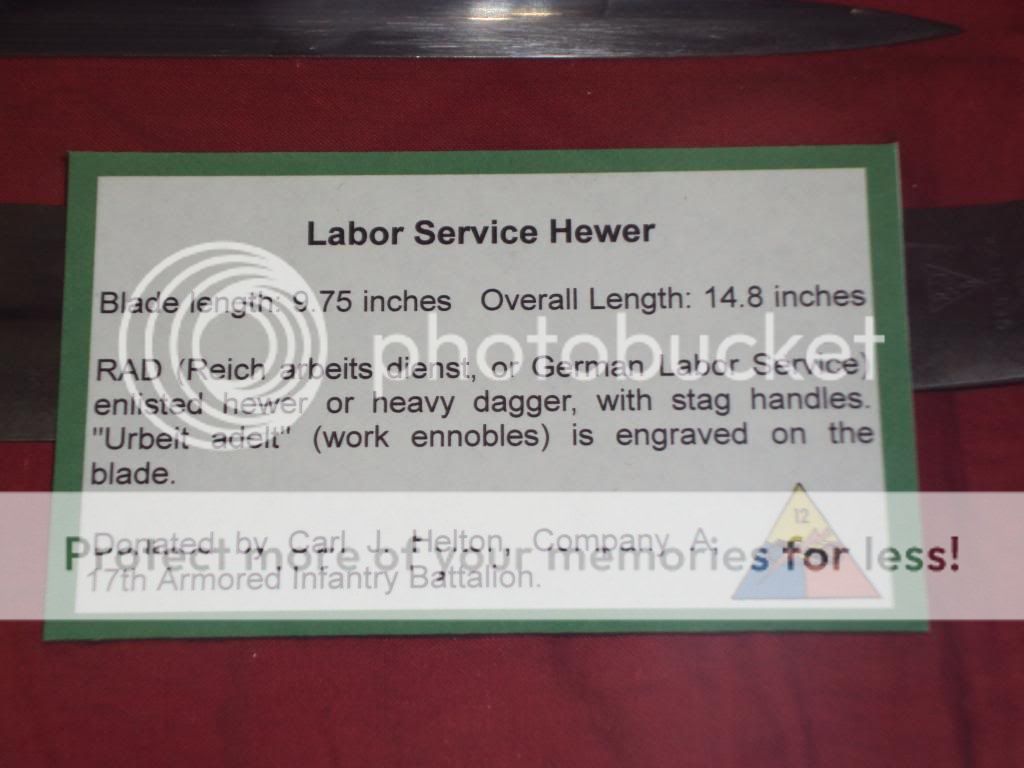 Labor Service Hewer
Blade length: 9.75 inches Overall Length: 14.8 inches
photobucket
RAD (Reich arbeits dienst, or German Labor Service)
enlisted hewer or heavy dagger, with stag handles.
"Urbeit adelt" (work ennobles) is engraved on the
blade.
12
Donated by Carl J. Helton, Company A;
Protect more of your memories for less!
17th Armored Infantry Battalion.